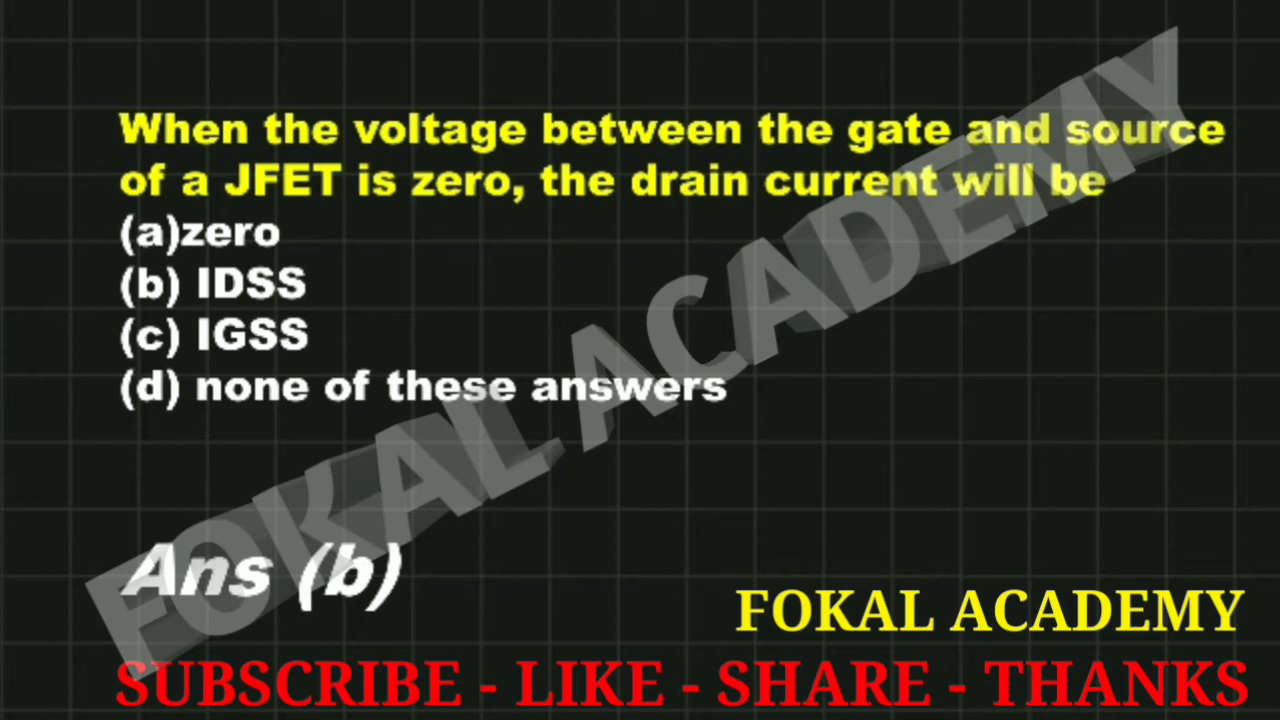 When the voltage between the gate and source
of a JFET is zero, the drain current will be
(a)zero
(b) IDSS
(c) IGSS
(d) none of these answers
FOKAL ACADEMY
Ans (b)
FOKAL ACADEMY
SUBSCRIBE - LIKE - SHARE - THANKS